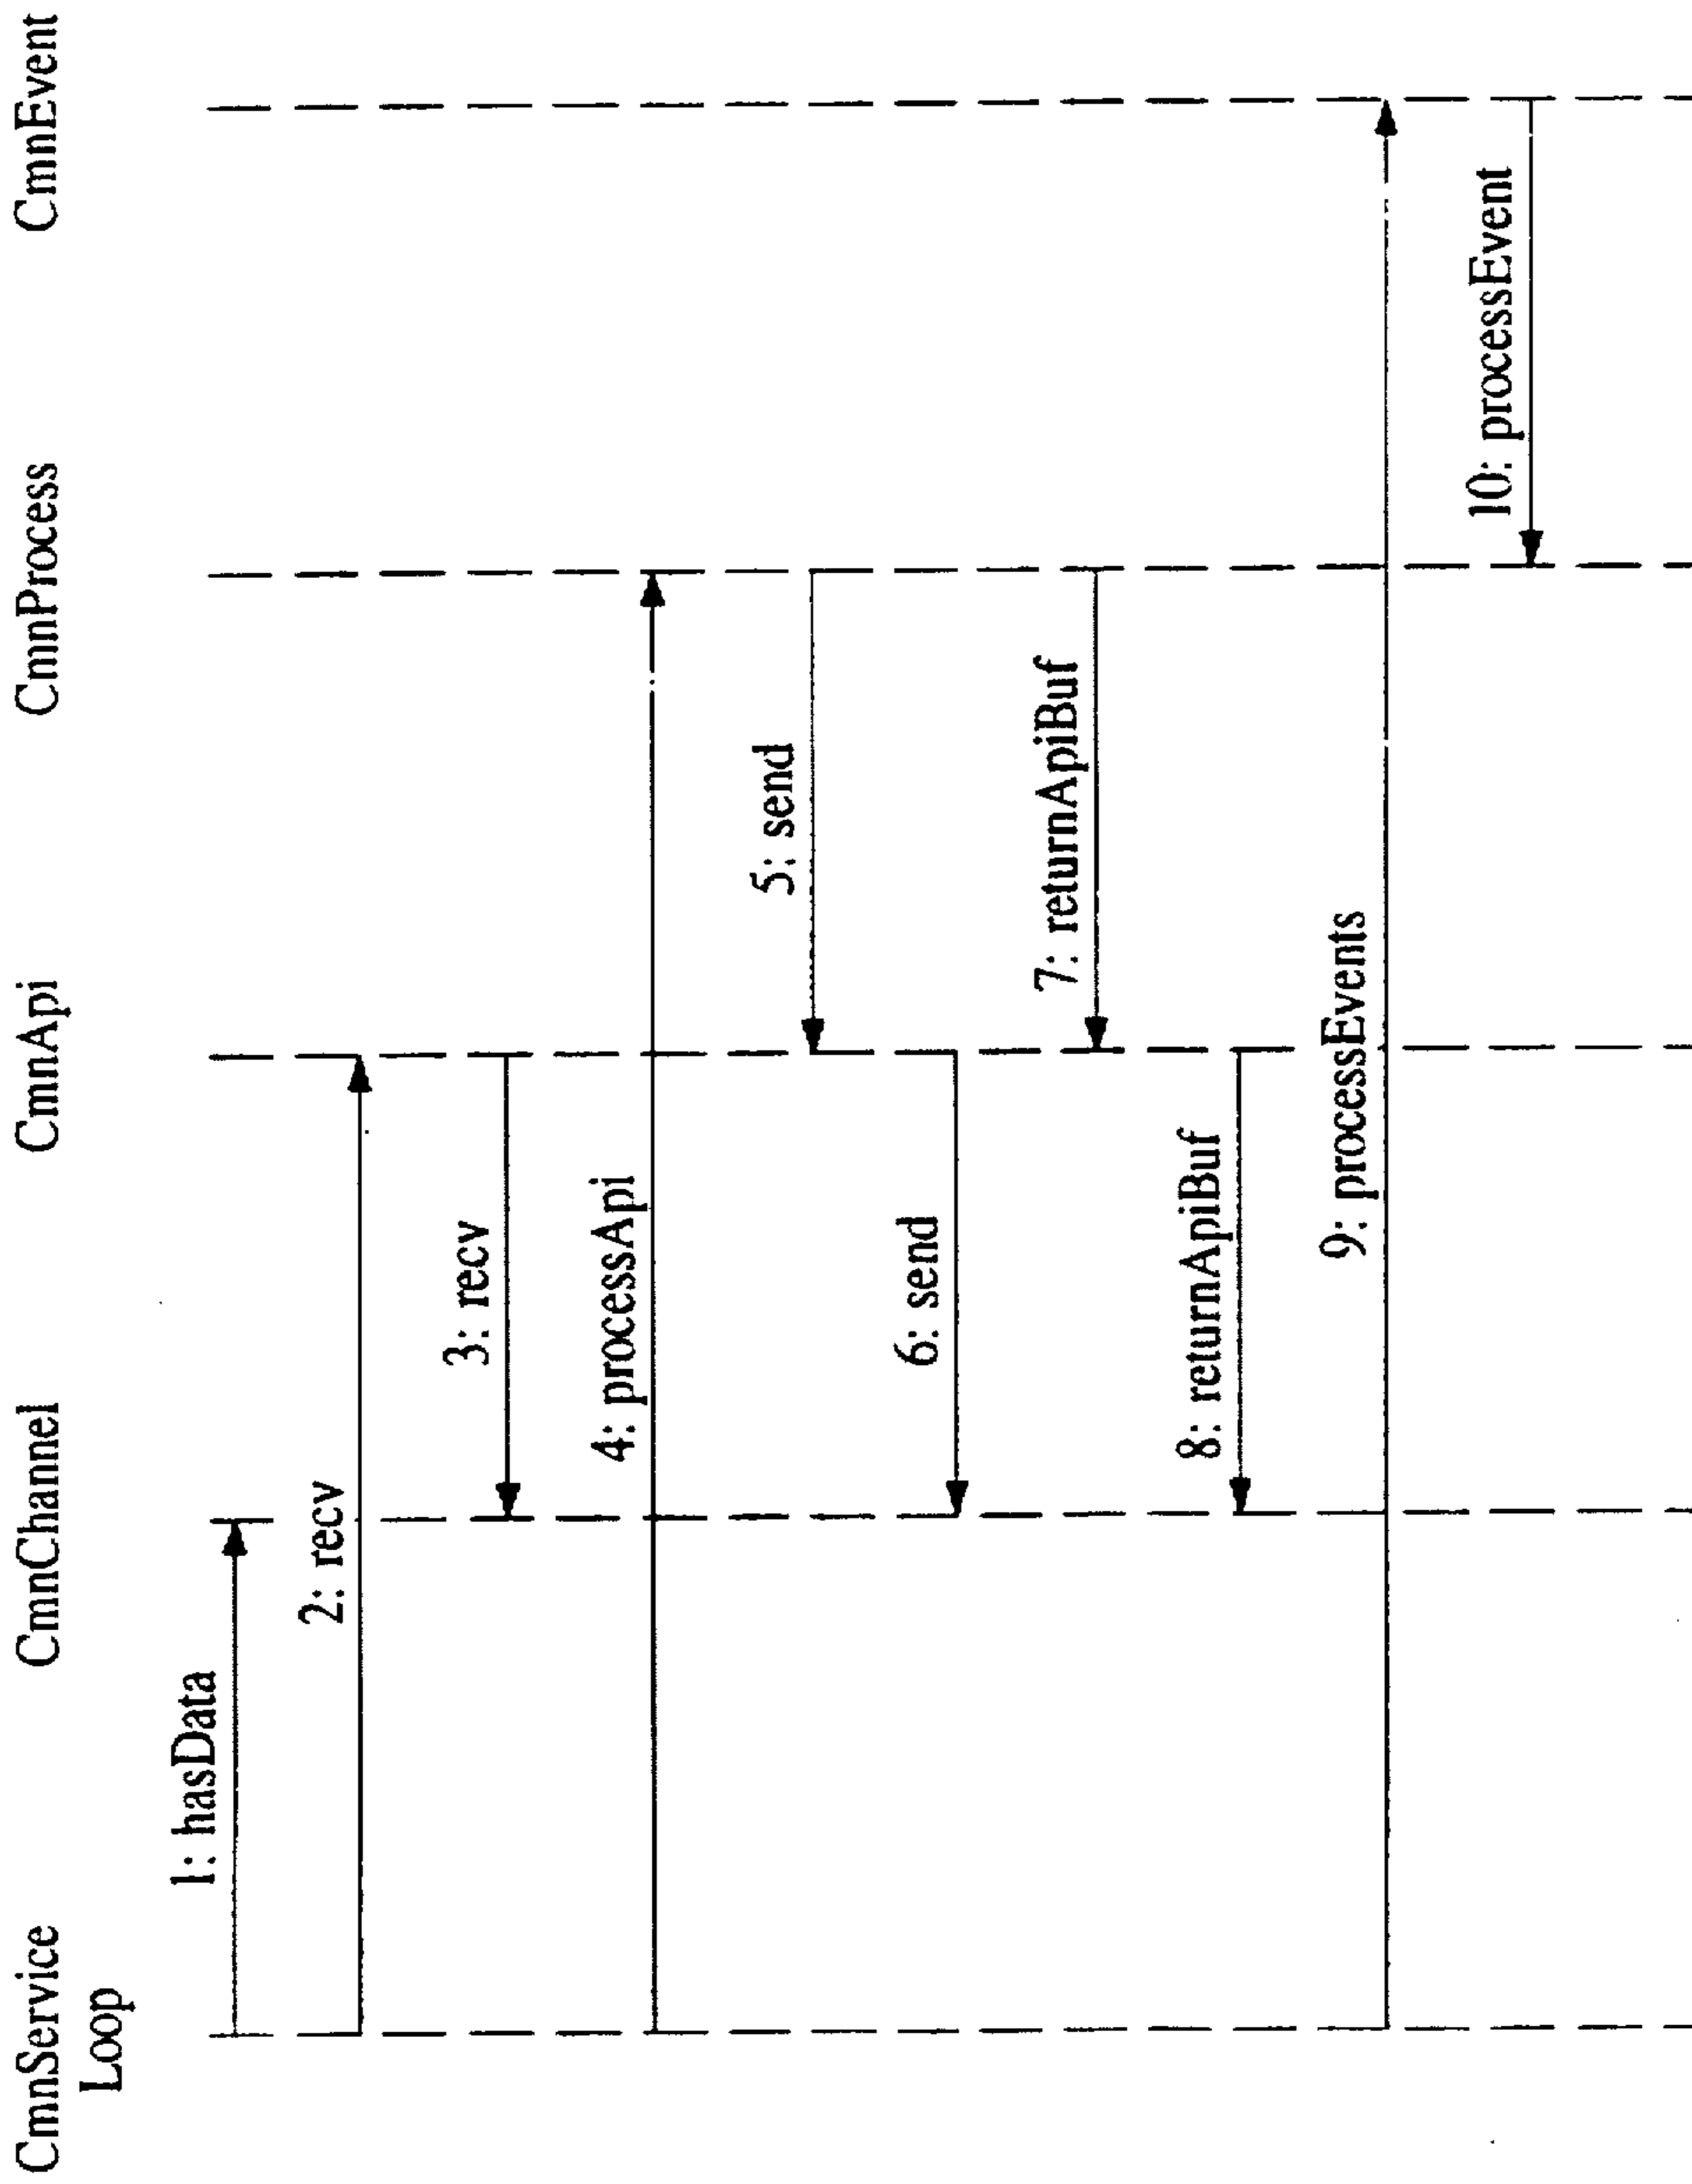 CmnService
Loop
CmnChannel
CmnApi
CmnProcess
CmnEvent
1: hasData
2: recv
3: recv
4: processApi
5: send
6: send
7: returnApiBuf
8: returnApiBuf
9: processEvents
10: processEvent